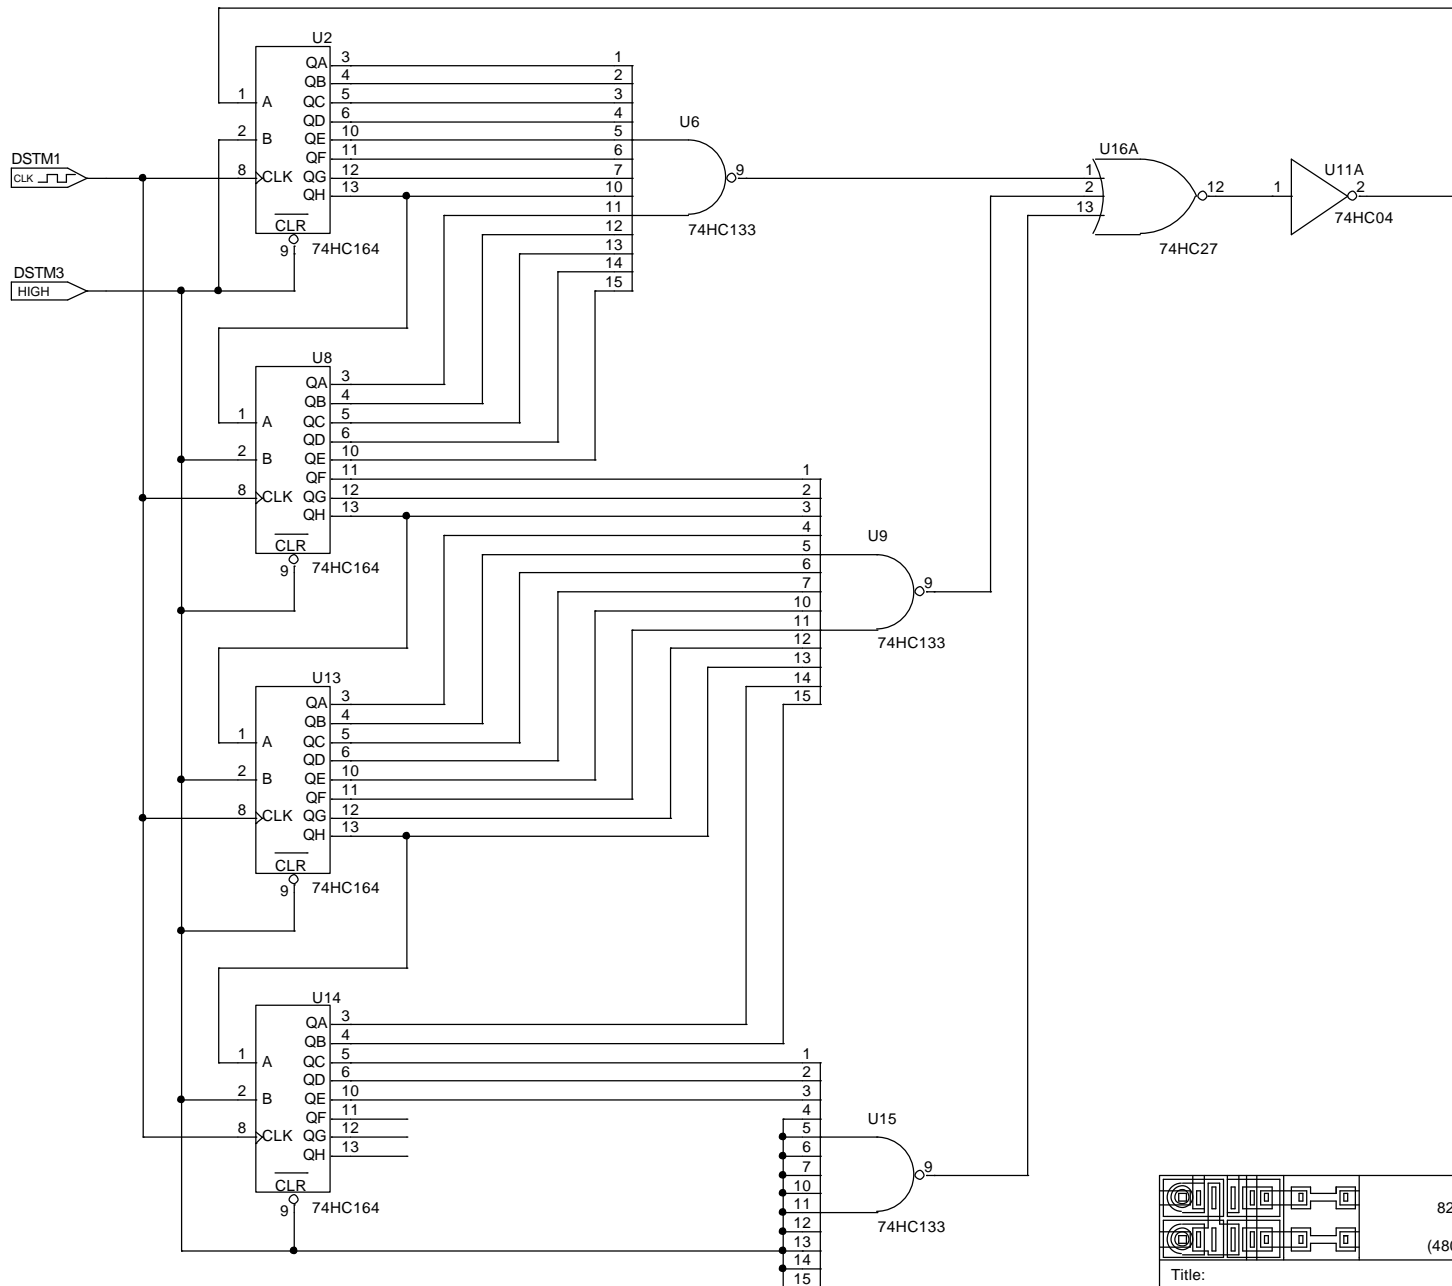 U2
1 A
2 B
8 CLK
CLR
9
QA 3
QB 4
QC 5
QD 6
QE 10
QF 11
QG 12
QH 13
74HC164
DSTM1
CLK
DSTM3
HIGH
1
2
3
4
5
6
7
10
11
12
13
14
15
U6
9
74HC133
U16A
1
2
13
12
74HC27
U11A
1
2
74HC04
U8
1 A
2 B
8 CLK
CLR
9
QA 3
QB 4
QC 5
QD 6
QE 10
QF 11
QG 12
QH 13
74HC164
1
2
3
4
5
6
7
10
11
12
13
14
15
U9
9
74HC133
U13
1 A
2 B
8 CLK
CLR
9
QA 3
QB 4
QC 5
QD 6
QE 10
QF 11
QG 12
QH 13
74HC164
U14
1 A
2 B
8 CLK
CLR
9
QA 3
QB 4
QC 5
QD 6
QE 10
QF 11
QG 12
QH 13
74HC164
1
2
3
4
5
6
7
10
11
12
13
14
15
U15
9
74HC133
82
(480
Title: